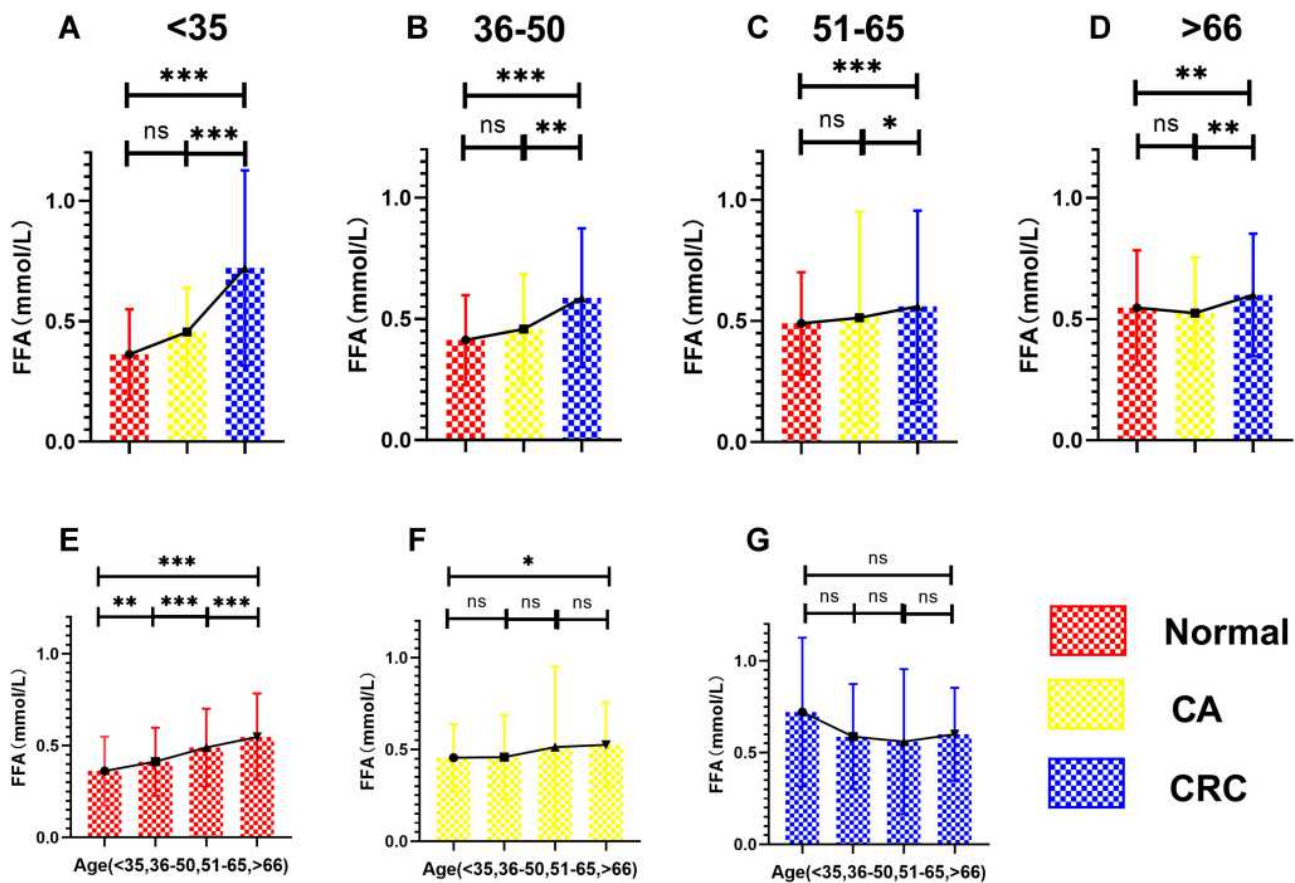 A <35
***
ns ***
FFA (mmol/L)
1.0
0.5
0.0
B 36-50
***
ns **
FFA (mmol/L)
1.0
0.5
0.0
C 51-65
***
ns *
FFA (mmol/L)
1.0
0.5
0.0
D >66
**
ns **
FFA (mmol/L)
1.0
0.5
0.0
E
***
** *** ***
FFA (mmol/L)
1.0
0.5
0.0
Age(<35,36-50,51-65,>66)
F
*
ns ns ns
FFA (mmol/L)
1.0
0.5
0.0
Age(<35,36-50,51-65,>66)
G
ns
ns ns ns
FFA (mmol/L)
1.0
0.5
0.0
Age(<35,36-50,51-65,>66)
Normal
CA
CRC